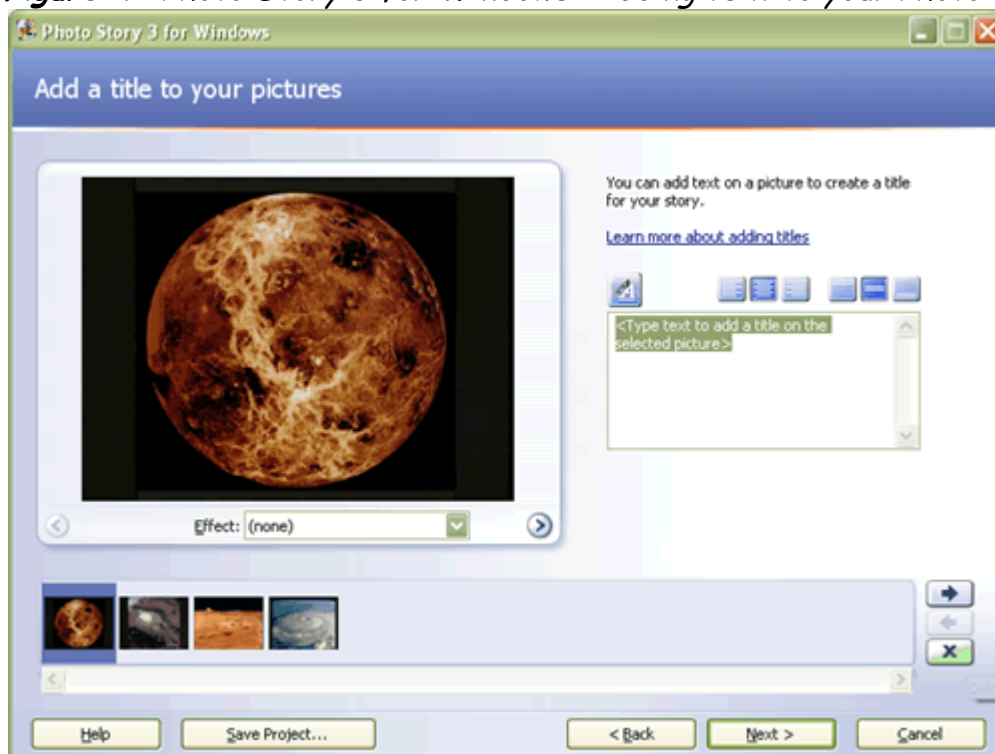 Photo Story 3 for Windows
Add a title to your pictures
You can add text on a picture to create a title
for your story.
Learn more about adding titles
A
<Type text to add a title on the
selected picture>
Effect: (none)
Help
Save Project...
< Back
Next >
Cancel